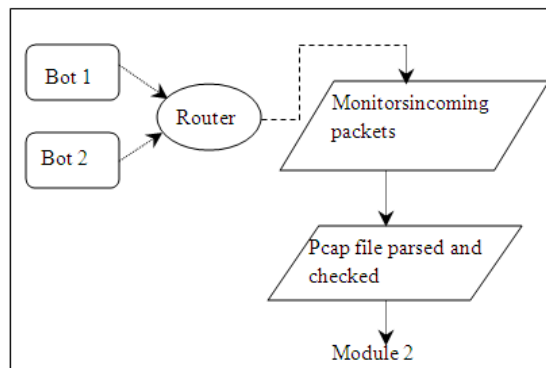 Bot 1
Bot 2
Router
Monitorsincoming
packets
Pcap file parsed and
checked
Module 2